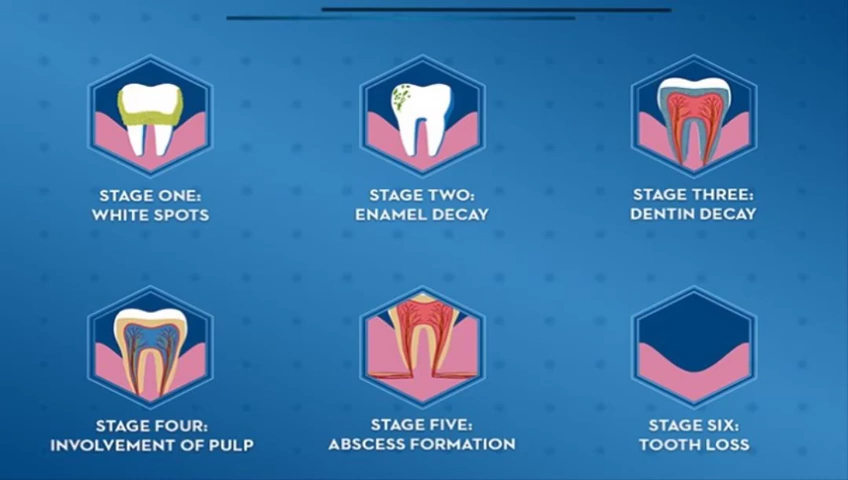 STAGE ONE:
WHITE SPOTS
STAGE TWO:
ENAMEL DECAY
STAGE THREE:
DENTIN DECAY
STAGE FOUR:
INVOLVEMENT OF PULP
STAGE FIVE:
ABSCESS FORMATION
STAGE SIX:
TOOTH LOSS